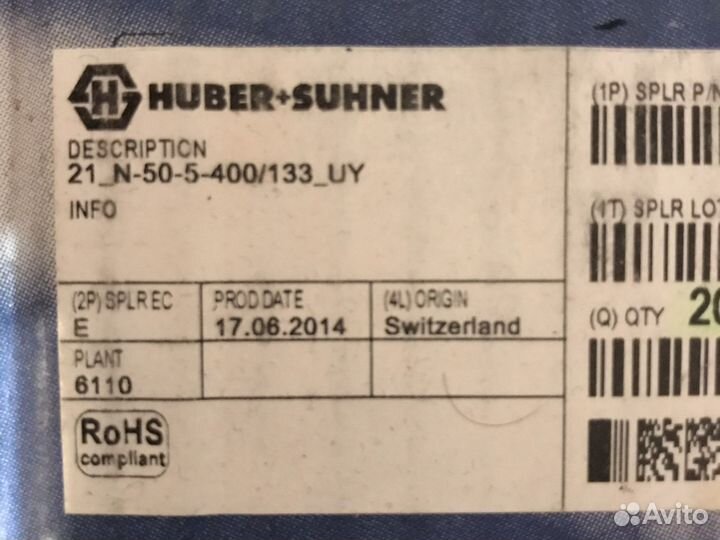 HUBER+SUHNER
DESCRIPTION
21_N-50-5-400/133_UY
INFO
(2P) SPLR EC
E
PROD DATE
17.06.2014
(4L) ORIGIN
Switzerland
PLANT
6110
RoHS
compliant
(1P) SPLR P/N
(1T) SPLR LOT
(Q) QTY 20
Avito